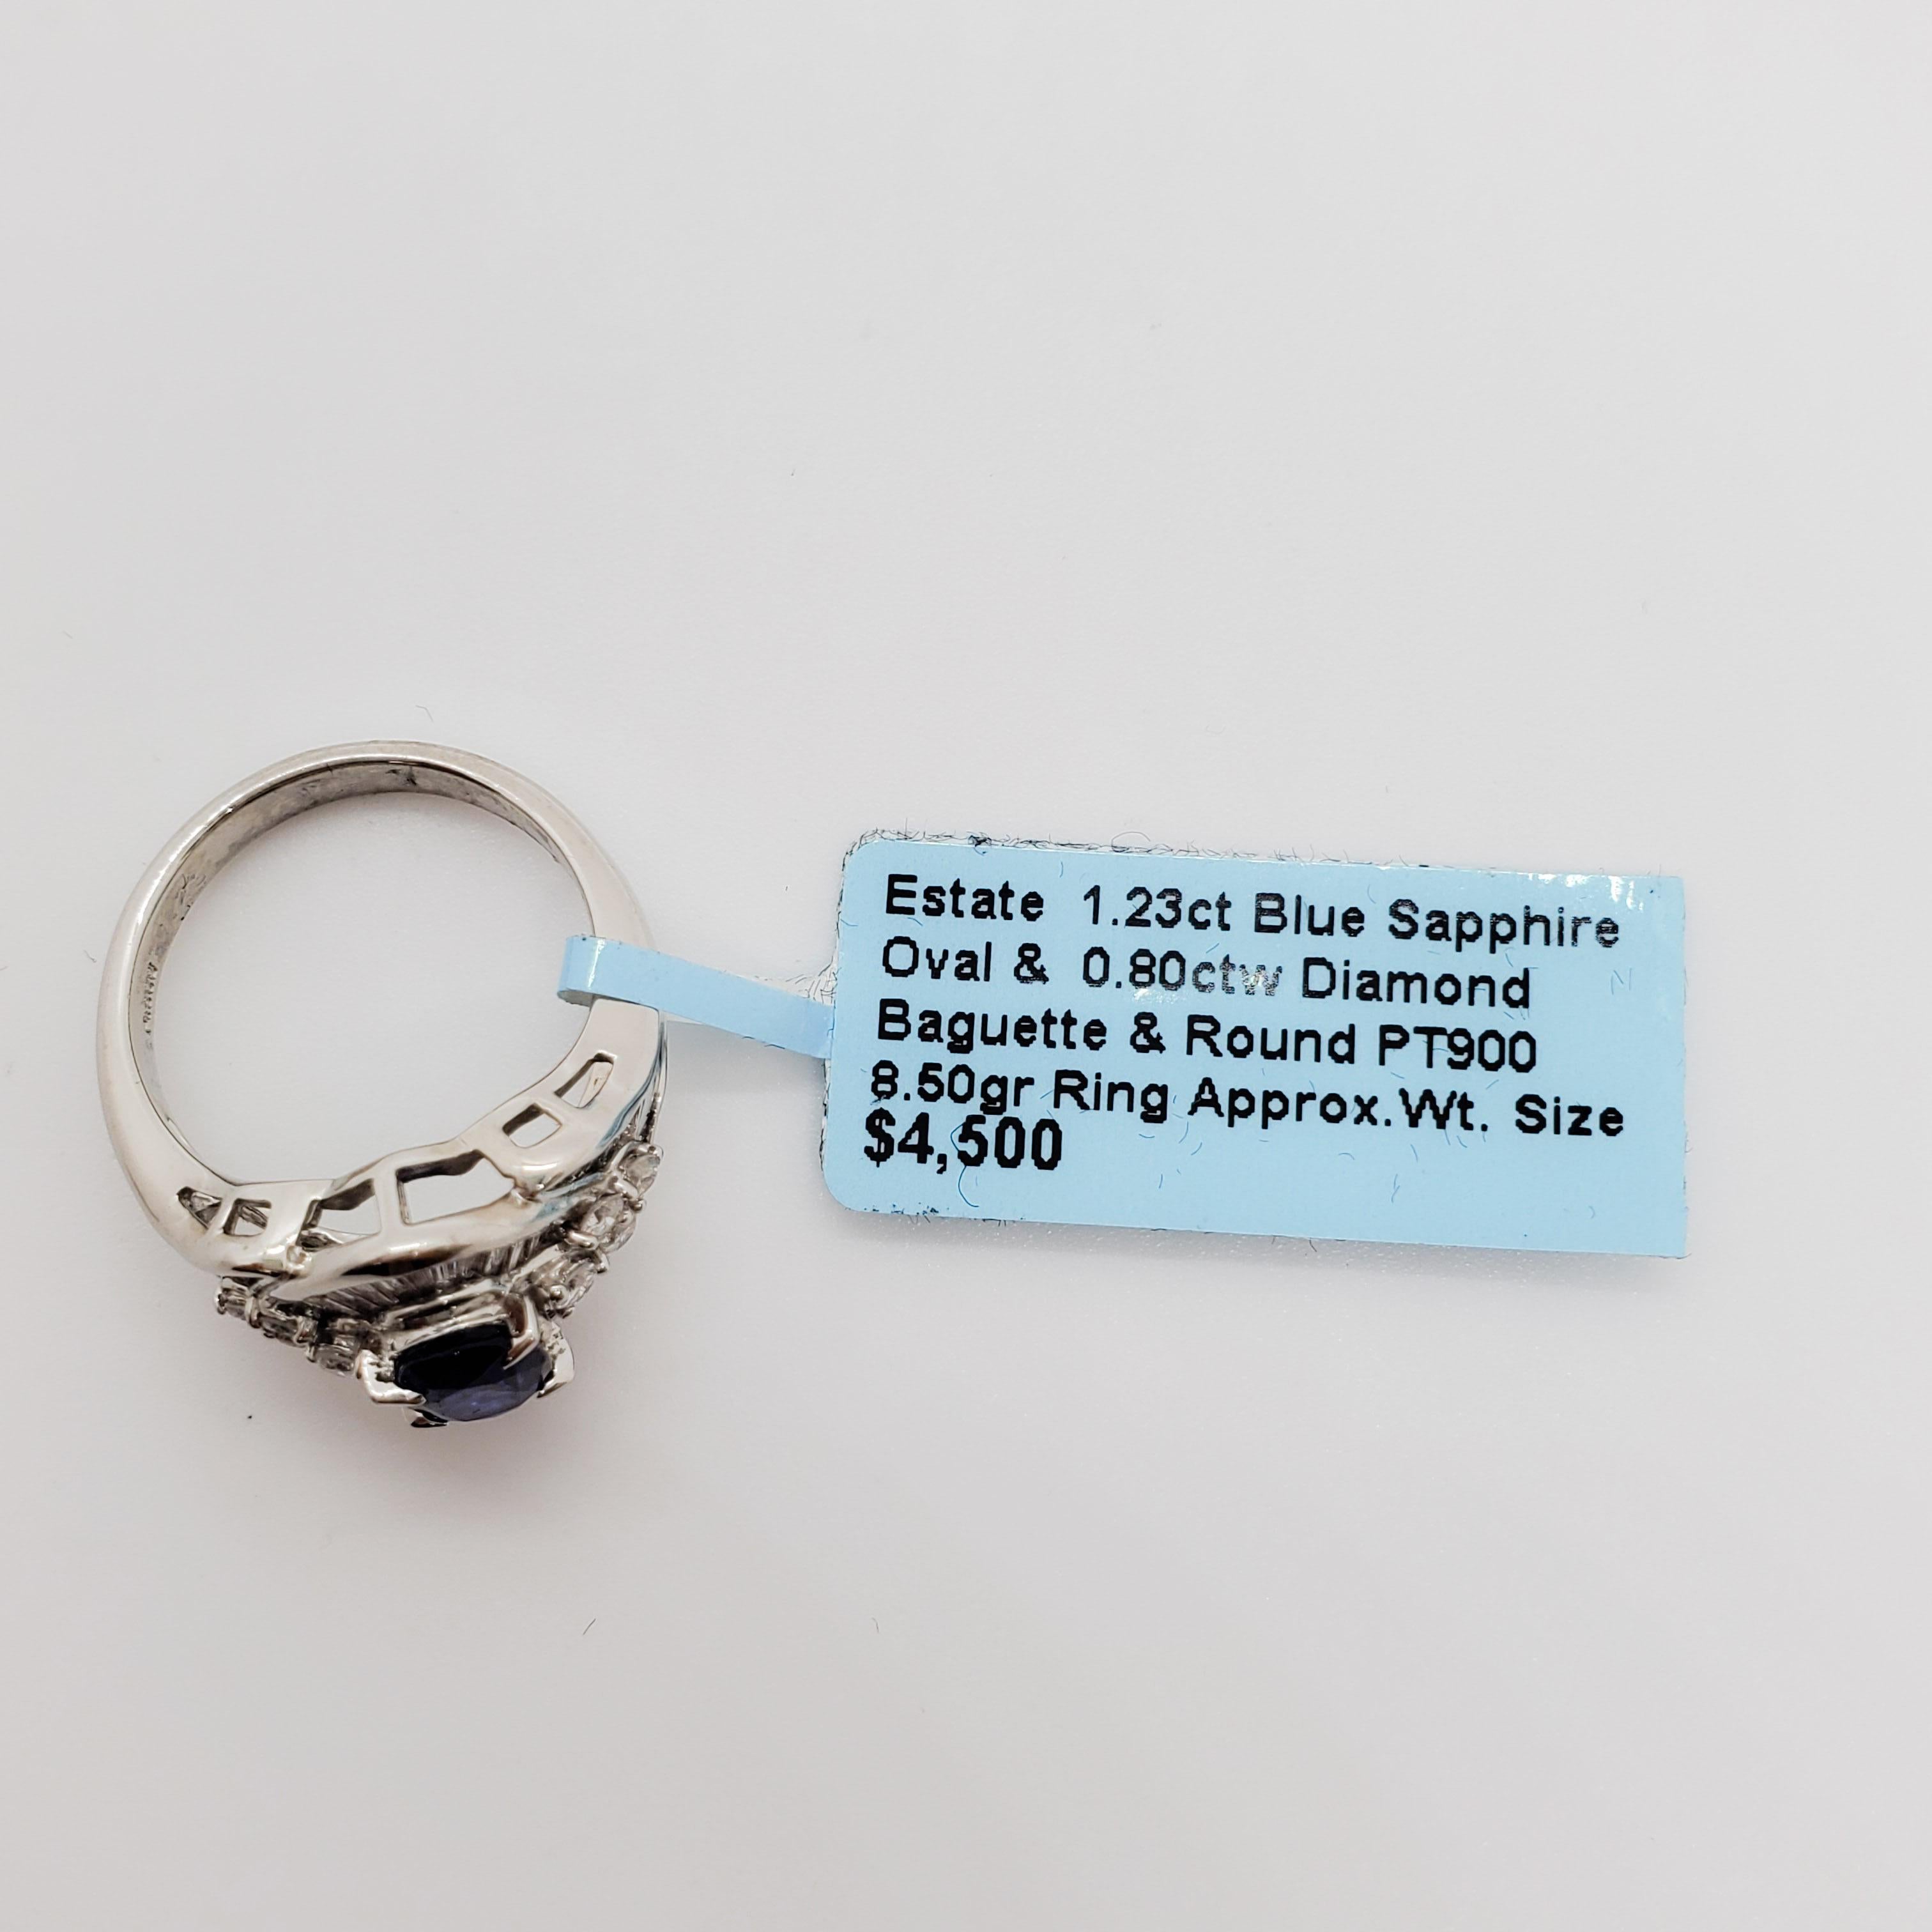 Estate 1.23ct Blue Sapphire
Oval & 0.80ctw Diamond
Baguette & Round PT900
8.50gr Ring Approx.Wt. Size
$4,500